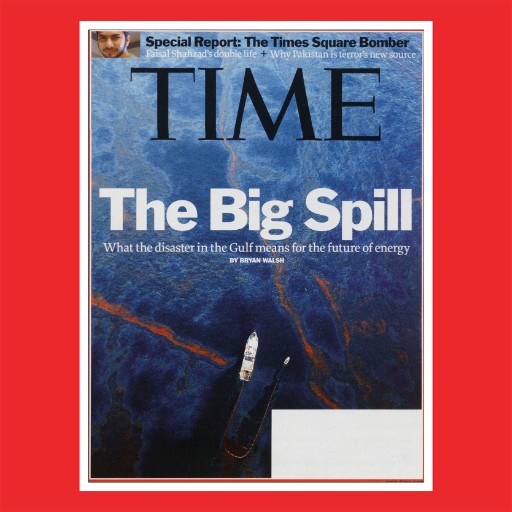 Special Report: The Times Square Bomber
Faisal Shahzad's double life + Why Pakistan is terror's new source
TIME
The Big Spill
What the disaster in the Gulf means for the future of energy
BY BRYAN WALSH